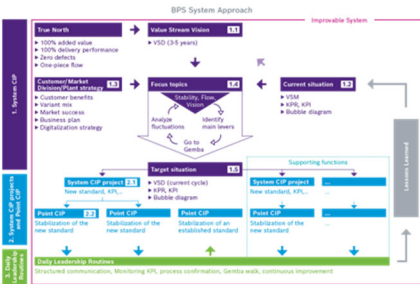 BPS System Approach
Improvable System
True North
▸ 100% added value
▸ 100% delivery performance
▸ Zero defects
▸ One-piece flow
Value Stream Vision 1.1
▸ VSD (3-5 years)
1. System CIP
Customer/Market
Division/Plant strategy 1.3
▸ Customer benefits
▸ Variant mix
▸ Market success
▸ Business plan
▸ Digitalization strategy
Focus topics 1.4
Stability, Flow,
Vision
Analyze
fluctuations
Identify
main levers
Go to
Gemba
Current situation 1.2
▸ VSM
▸ KPR, KPI
▸ Bubble diagram
Lessons Learned
Target situation 1.5
▸ VSD (current cycle)
▸ KPR, KPI
▸ Bubble diagram
Supporting functions
2. System CIP projects
and Point CIP
System CIP project 2.1
New standard, KPI,..
System CIP project
New standard, KPI,..
...
...
Point CIP 2.2
Stabilization of the
new standard
Point CIP
Stabilization of the
new standard
Point CIP
Stabilization of an
established standard
Point CIP
Stabilization of the
new standard
...
3. Daily
Leadership
Routines
Daily Leadership Routines
Structured communication, Monitoring KPI, process confirmation, Gemba walk, continuous improvement